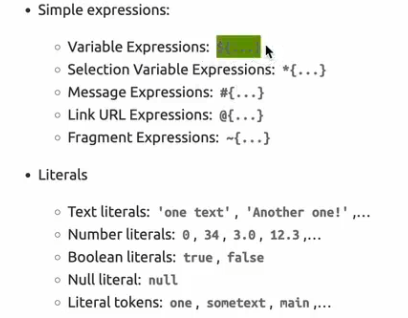 Simple expressions:
Variable Expressions: ${...}
Selection Variable Expressions: *{...}
Message Expressions: #{...}
Link URL Expressions: @{...}
Fragment Expressions: ~{...}
Literals
Text literals: 'one text', 'Another one!',...
Number literals: 0, 34, 3.0, 12.3,...
Boolean literals: true, false
Null literal: null
Literal tokens: one, sometext, main,...